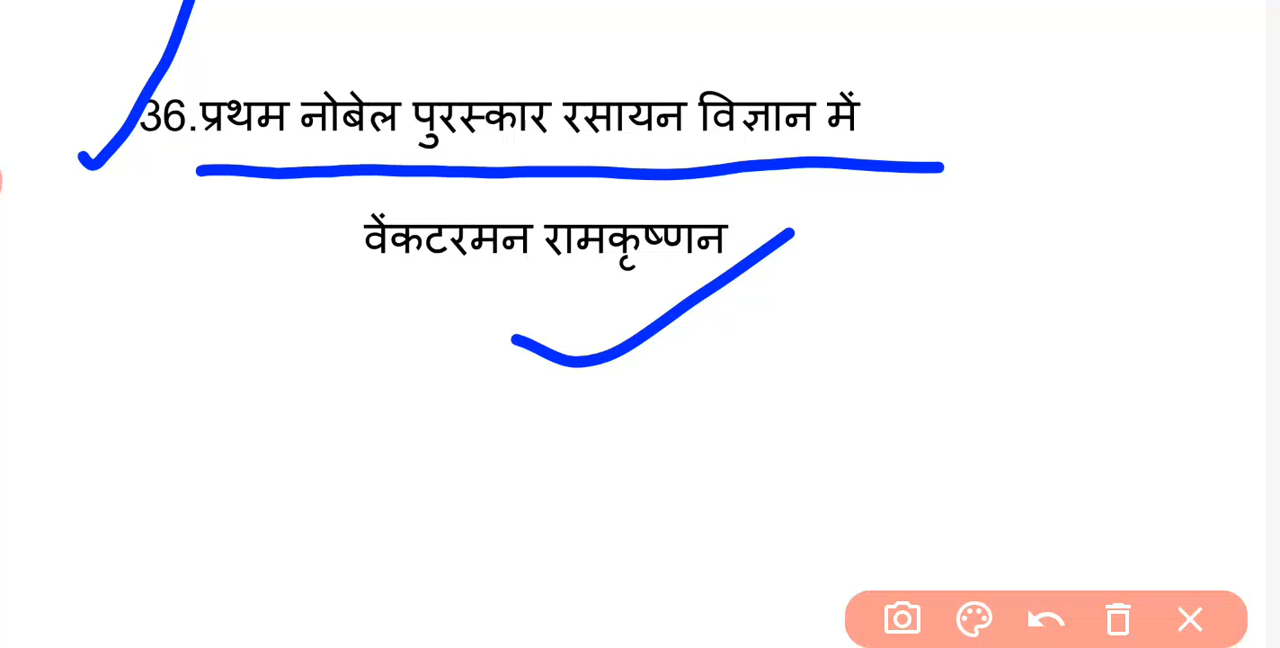 36.प्रथम नोबेल पुरस्कार रसायन विज्ञान में
वेंकटरमन रामकृष्णन